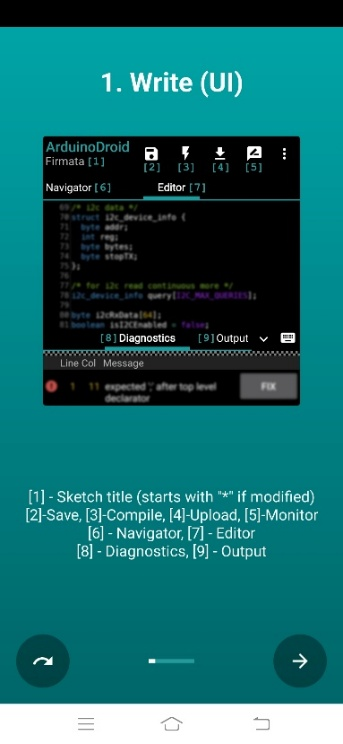 1. Write (UI)
ArduinoDroid
Firmata [1]
[2] [3] [4] [5]
Navigator [6] Editor [7]
69 /* i2c data */
70 struct i2c_device_info {
71 byte addr;
72 int reg;
73 byte bytes;
74 byte stopTX;
75 };
76
77 /* for i2c read continuous more */
78 i2c_device_info query[I2C_MAX_QUERIES];
79
80 byte i2cRxData[64];
81 boolean isI2CEnabled = false;
[8] Diagnostics [9] Output
Line Col Message
1 11 expected ';' after top level
declarator
FIX
[1] - Sketch title (starts with "*" if modified)
[2]-Save, [3]-Compile, [4]-Upload, [5]-Monitor
[6] - Navigator, [7] - Editor
[8] - Diagnostics, [9] - Output